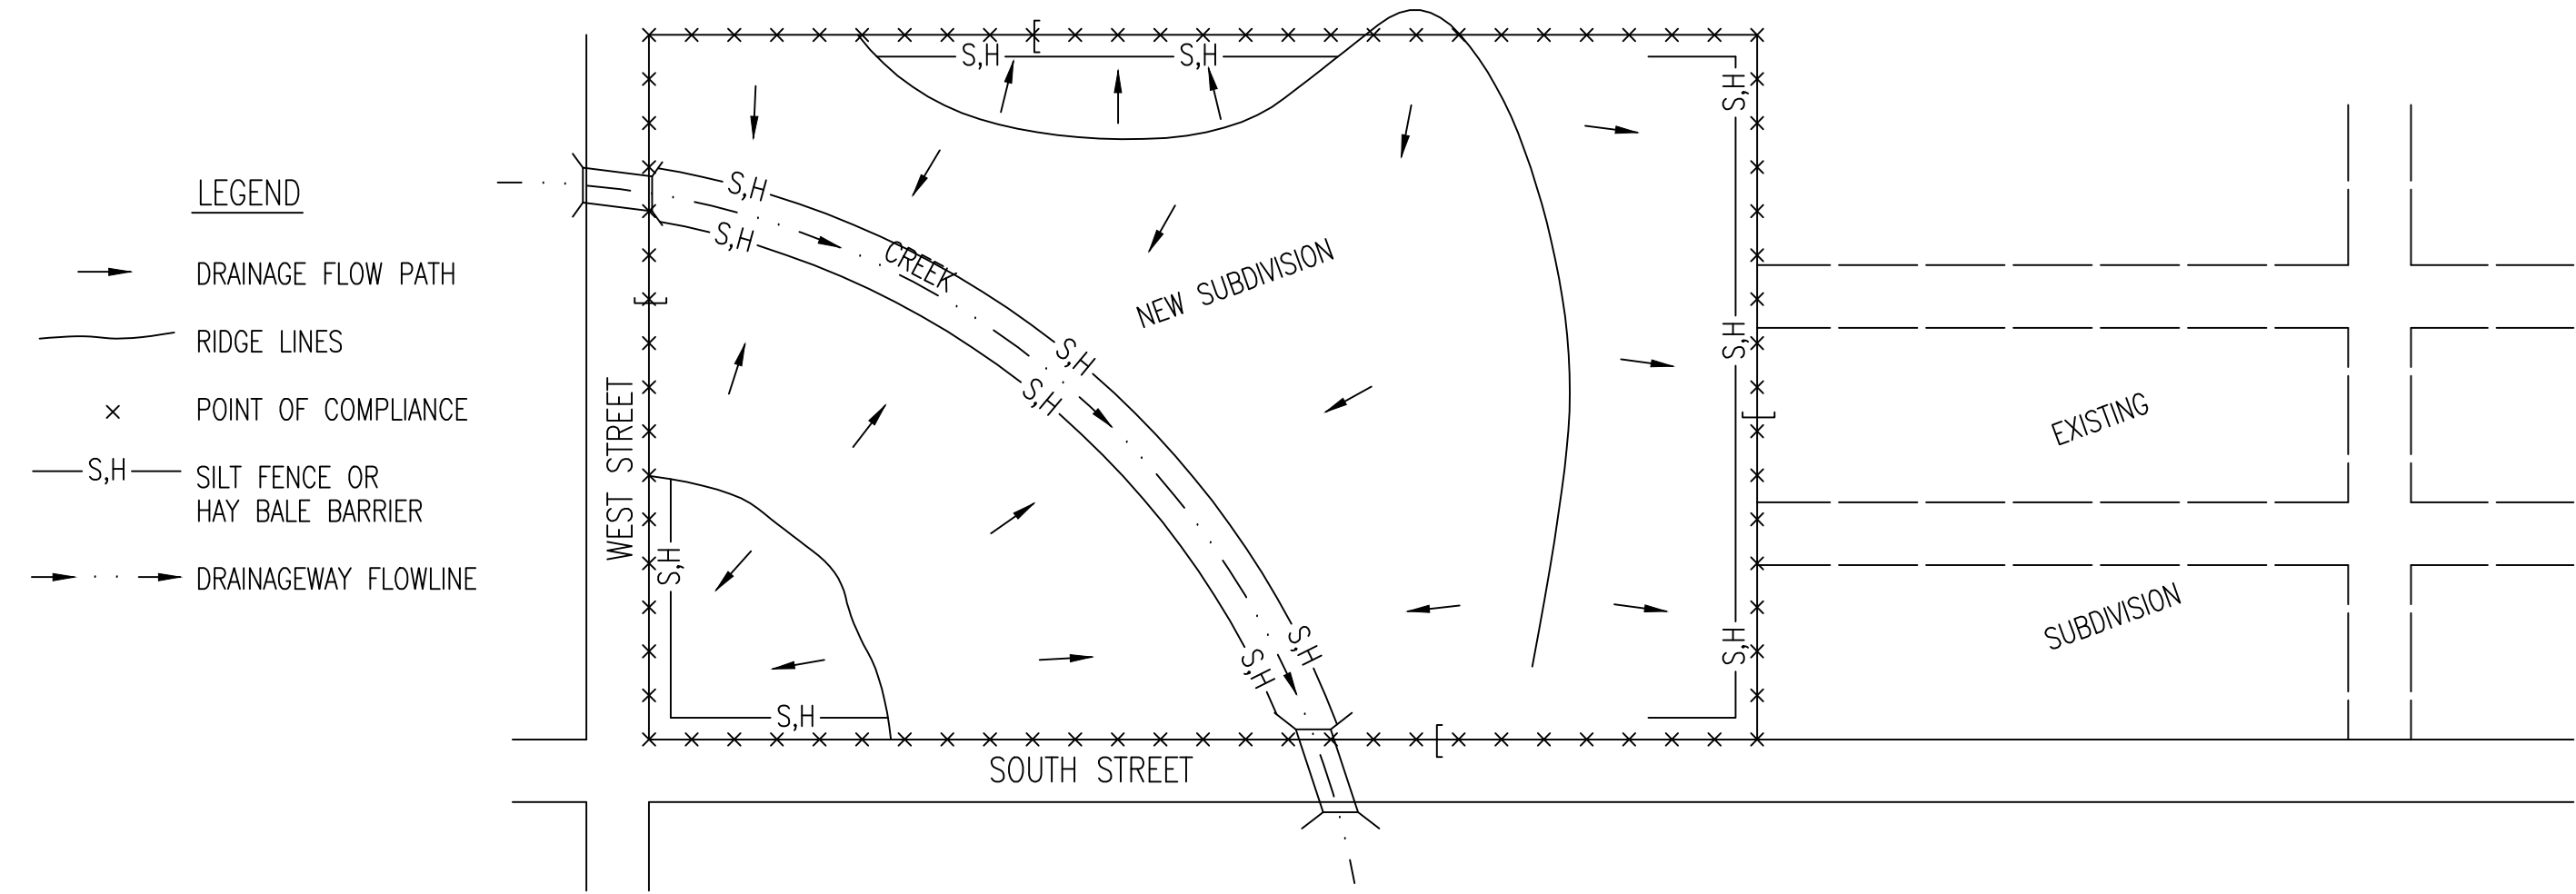 LEGEND
DRAINAGE FLOW PATH
RIDGE LINES
POINT OF COMPLIANCE
S,H
SILT FENCE OR
HAY BALE BARRIER
DRAINAGEWAY FLOWLINE
S,H
S,H
S,H
S,H
S,H
CREEK
NEW SUBDIVISION
S,H
S,H
S,H
WEST STREET
EXISTING
S,H
S,H
S,H
S,H
SUBDIVISION
S,H
SOUTH STREET